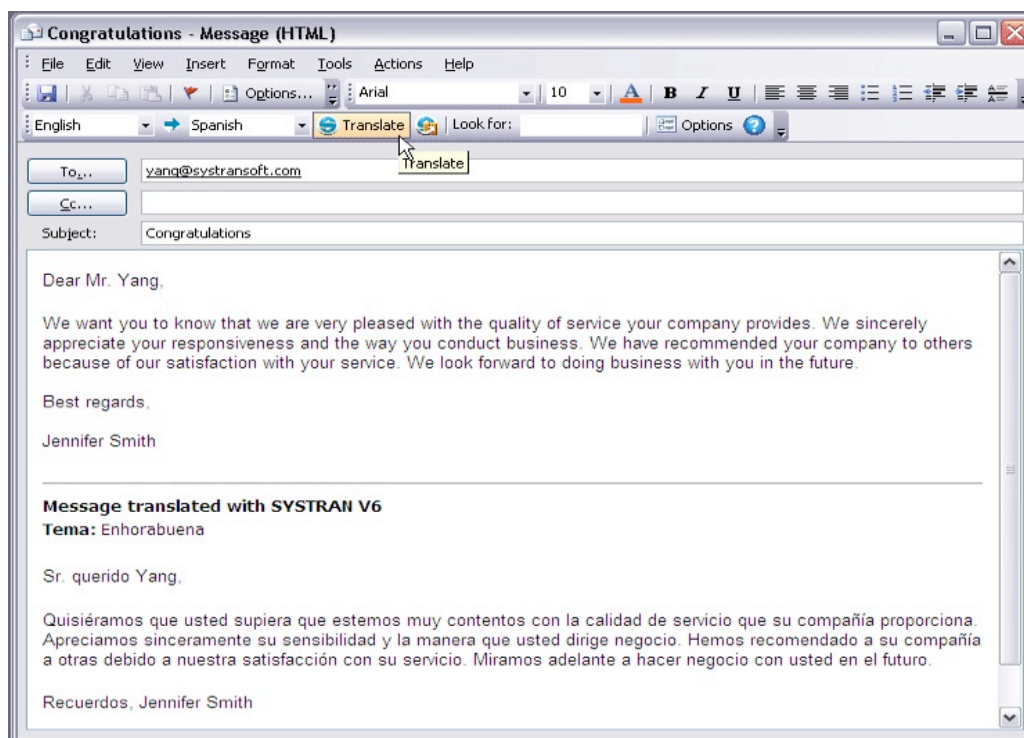 Congratulations - Message (HTML)
File Edit View Insert Format Tools Actions Help
Options... Arial 10 A B I U
English Spanish Translate Look for: Options
Translate
To... yang@systransoft.com
Cc...
Subject: Congratulations
Dear Mr. Yang,
We want you to know that we are very pleased with the quality of service your company provides. We sincerely
appreciate your responsiveness and the way you conduct business. We have recommended your company to others
because of our satisfaction with your service. We look forward to doing business with you in the future.
Best regards,
Jennifer Smith
Message translated with SYSTRAN V6
Tema: Enhorabuena
Sr. querido Yang,
Quisiéramos que usted supiera que estemos muy contentos con la calidad de servicio que su compañía proporciona.
Apreciamos sinceramente su sensibilidad y la manera que usted dirige negocio. Hemos recomendado a su compañía
a otras debido a nuestra satisfacción con su servicio. Miramos adelante a hacer negocio con usted en el futuro.
Recuerdos, Jennifer Smith